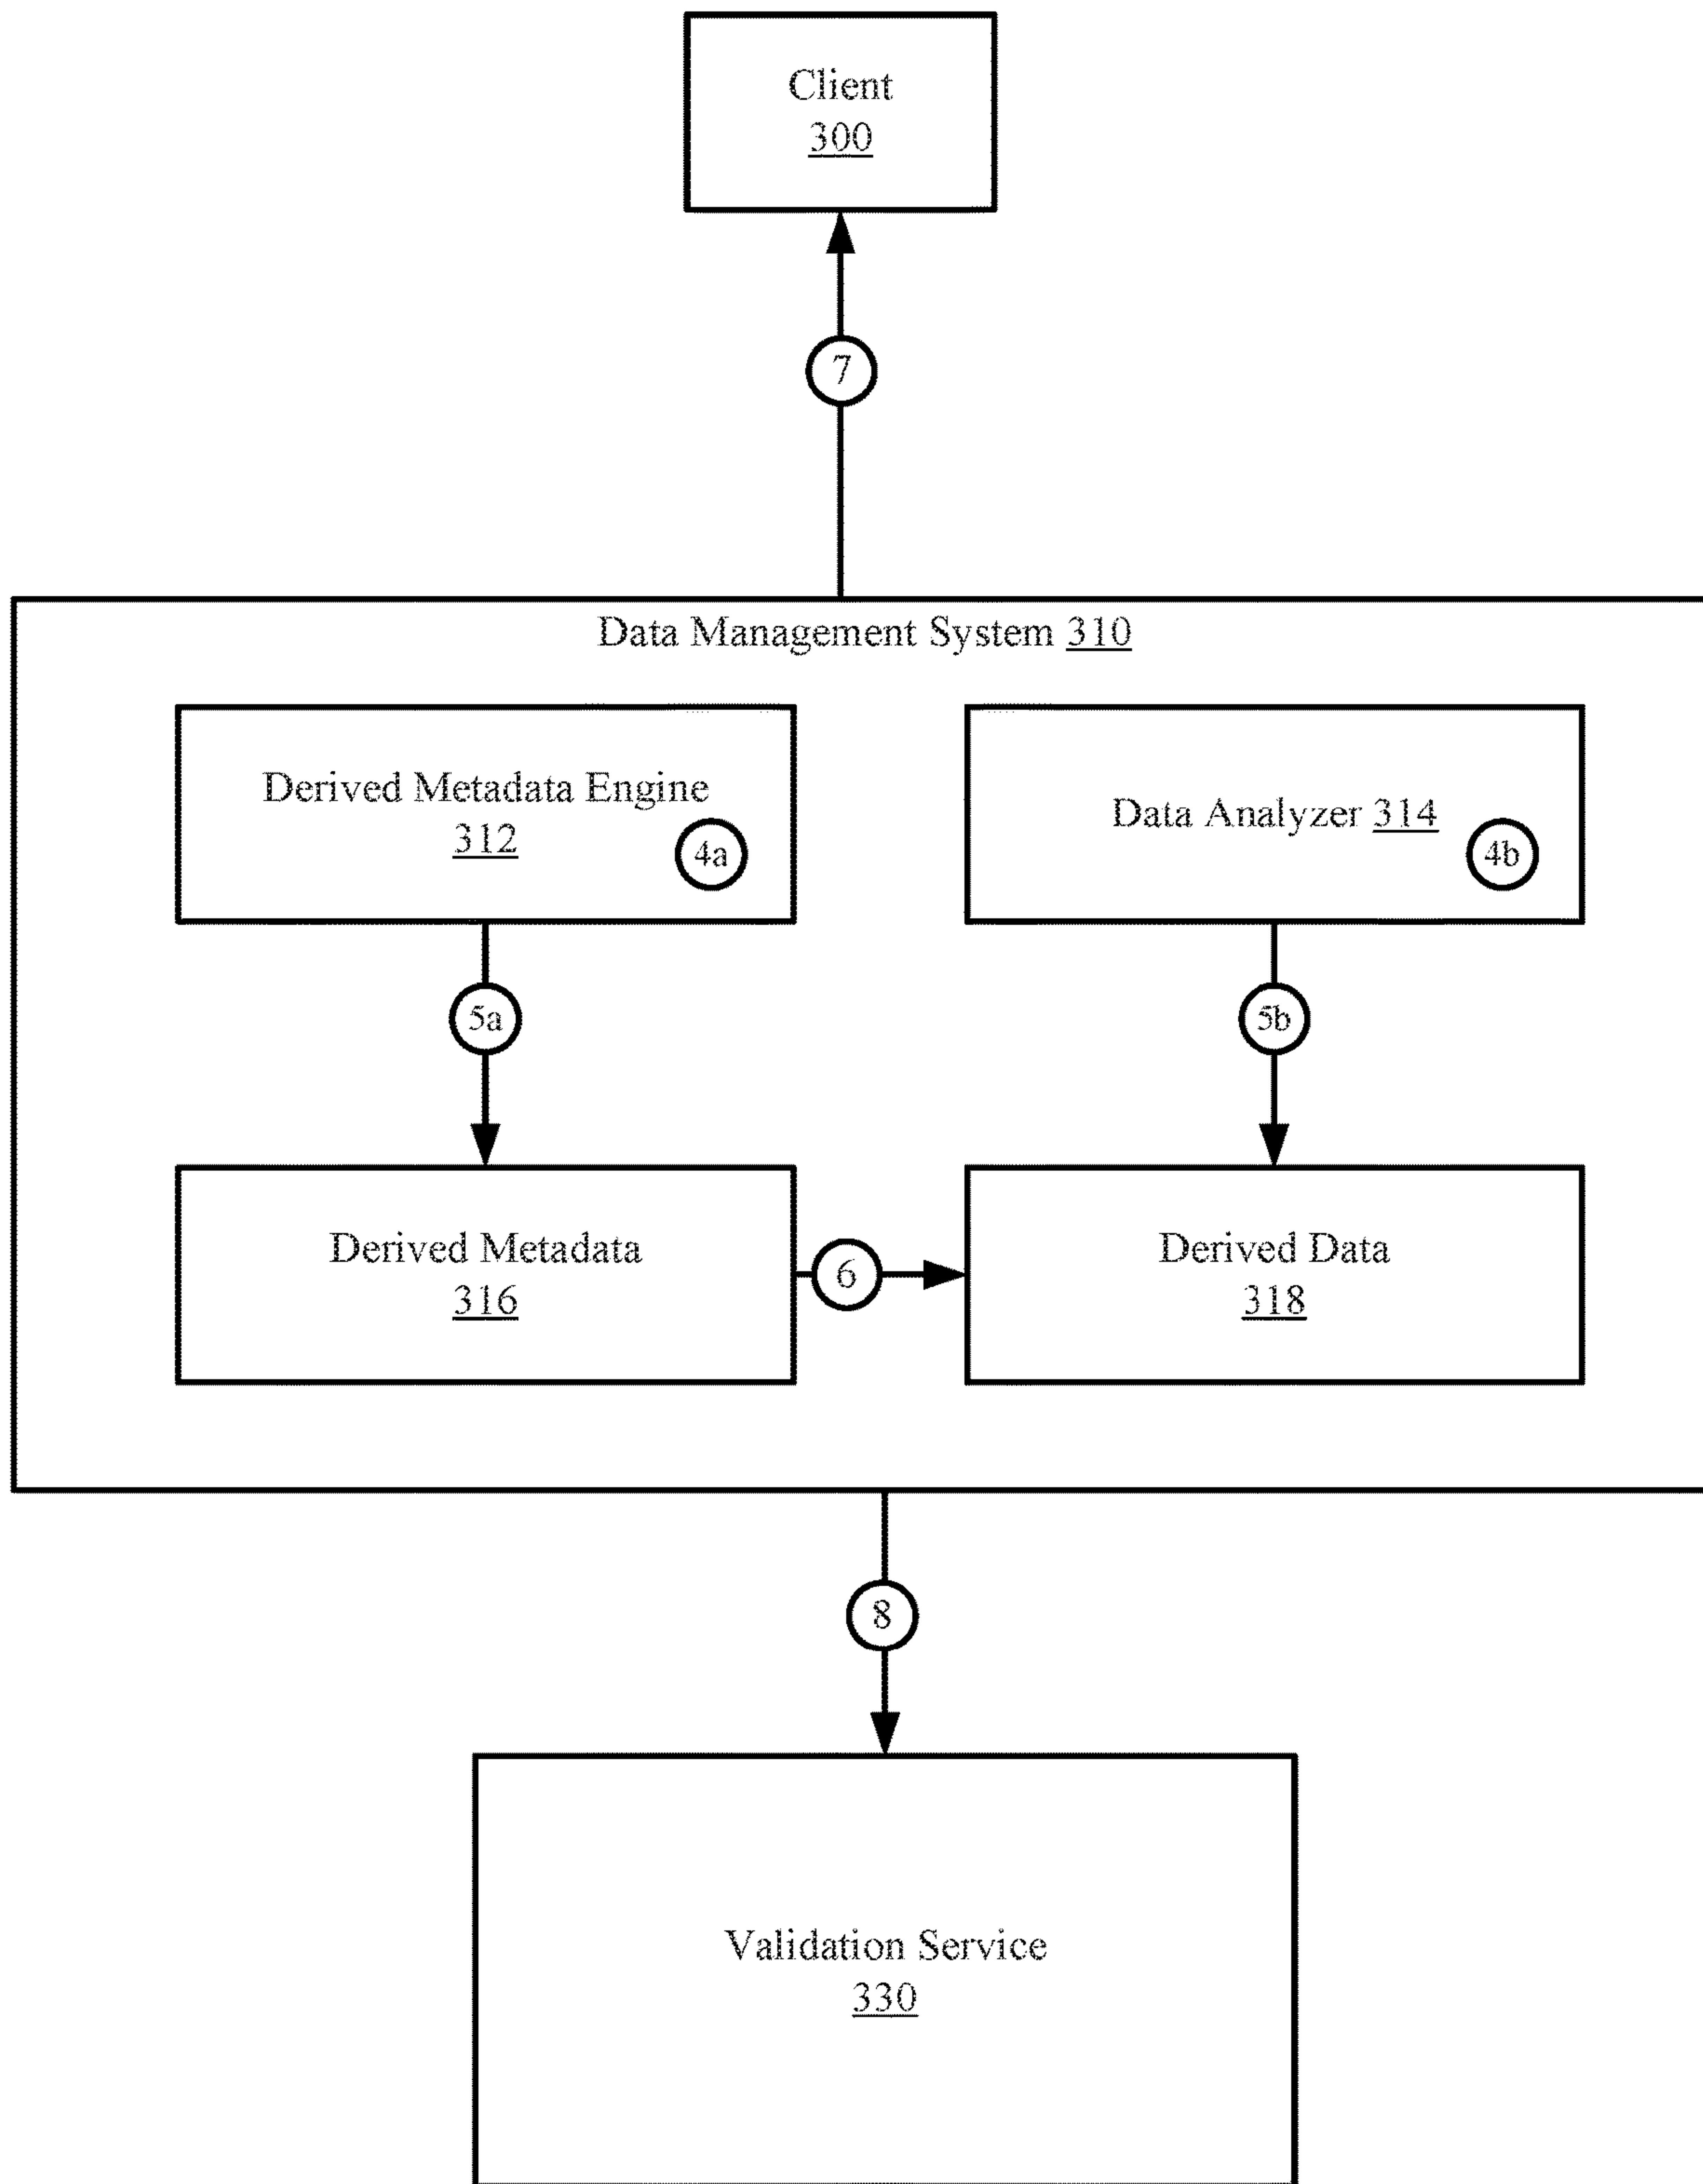 Client
300
7
Data Management System 310
Derived Metadata Engine
312
4a
Data Analyzer 314
4b
5a
5b
Derived Metadata
316
6
Derived Data
318
8
Validation Service
330